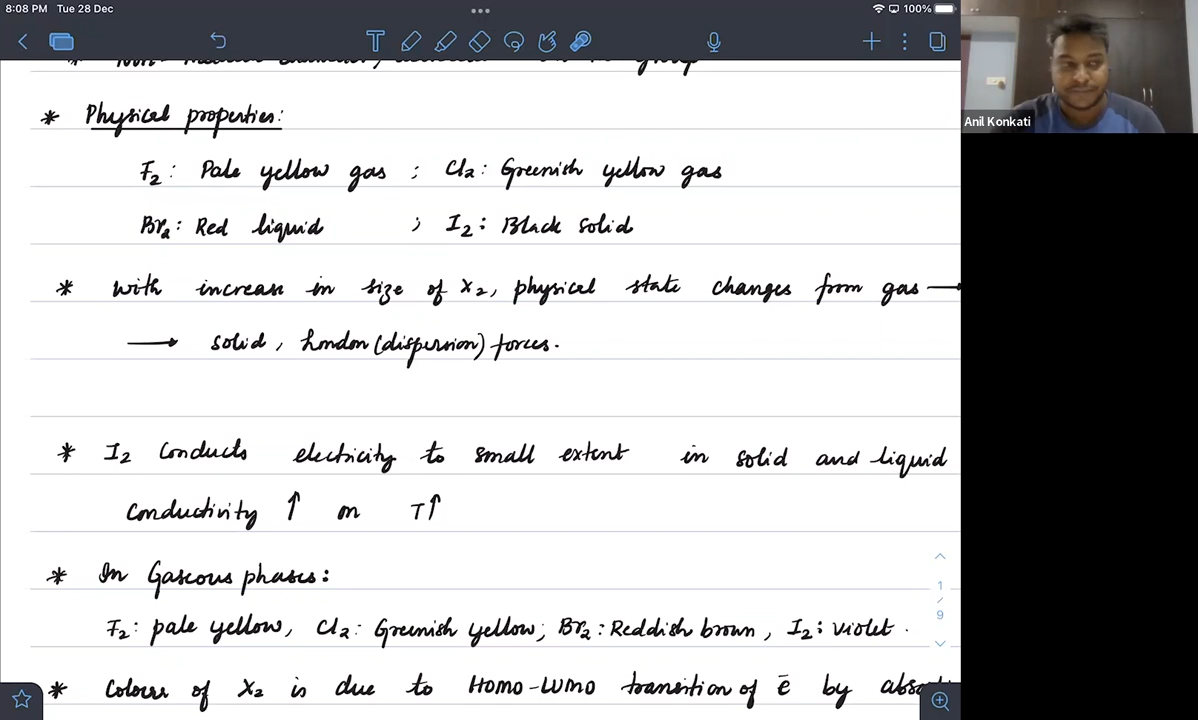 8:08 PM Tue 28 Dec
100%
* Physical properties:
F2: Pale yellow gas ; Cl2: Greenish yellow gas
Br2: Red liquid ; I2: Black solid
* With increase in size of X2, physical state changes from gas →
→ solid, London (dispersion) forces.
* I2 Conducts electricity to small extent in solid and liquid
Conductivity ↑ on T↑
* In Gaseous phases:
F2: pale yellow, Cl2: Greenish yellow; Br2: Reddish brown, I2: violet.
* Colour of X2 is due to HOMO-LUMO transition of ē by
Anil Konkati
1
/
9